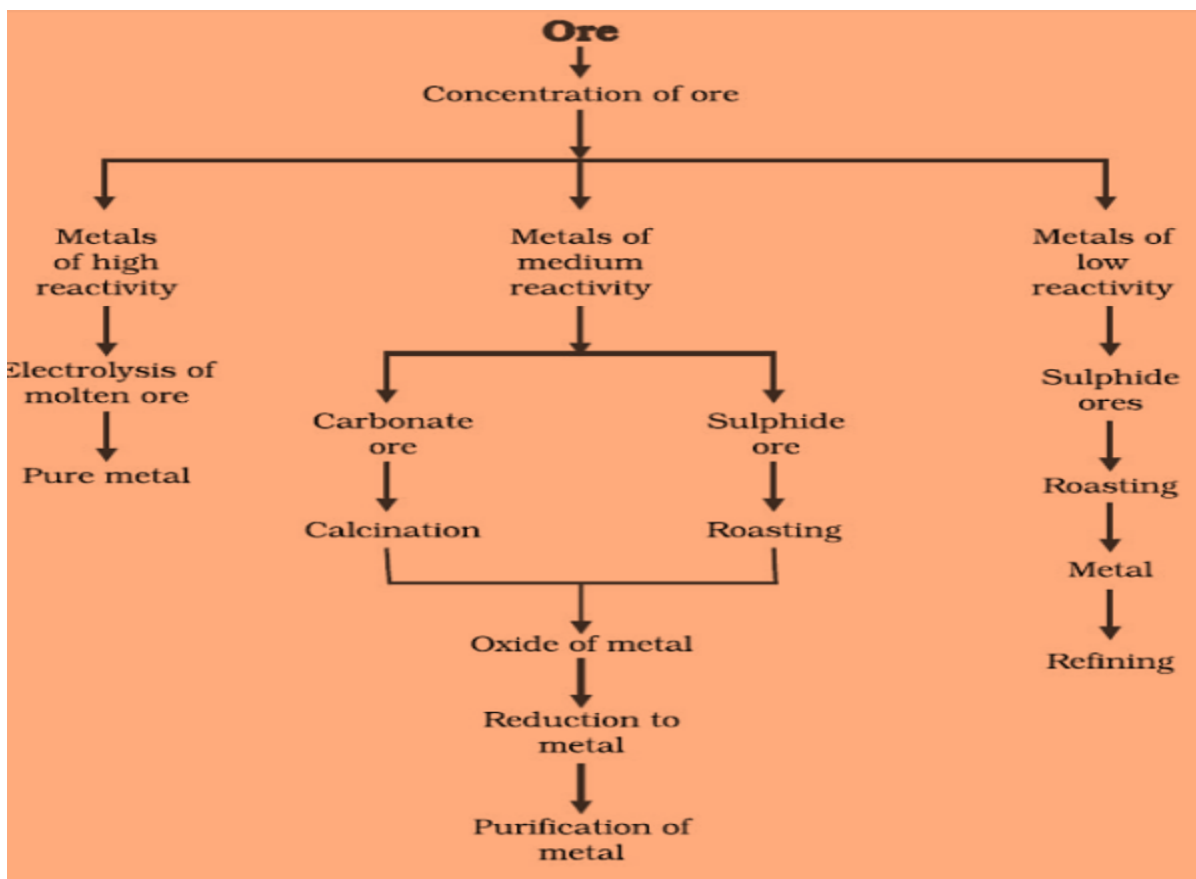 Ore
Concentration of ore
Metals
of high
reactivity
Electrolysis of
molten ore
Pure metal
Metals of
medium
reactivity
Carbonate
ore
Calcination
Sulphide
ore
Roasting
Oxide of metal
Reduction to
metal
Purification of
metal
Metals of
low
reactivity
Sulphide
ores
Roasting
Metal
Refining